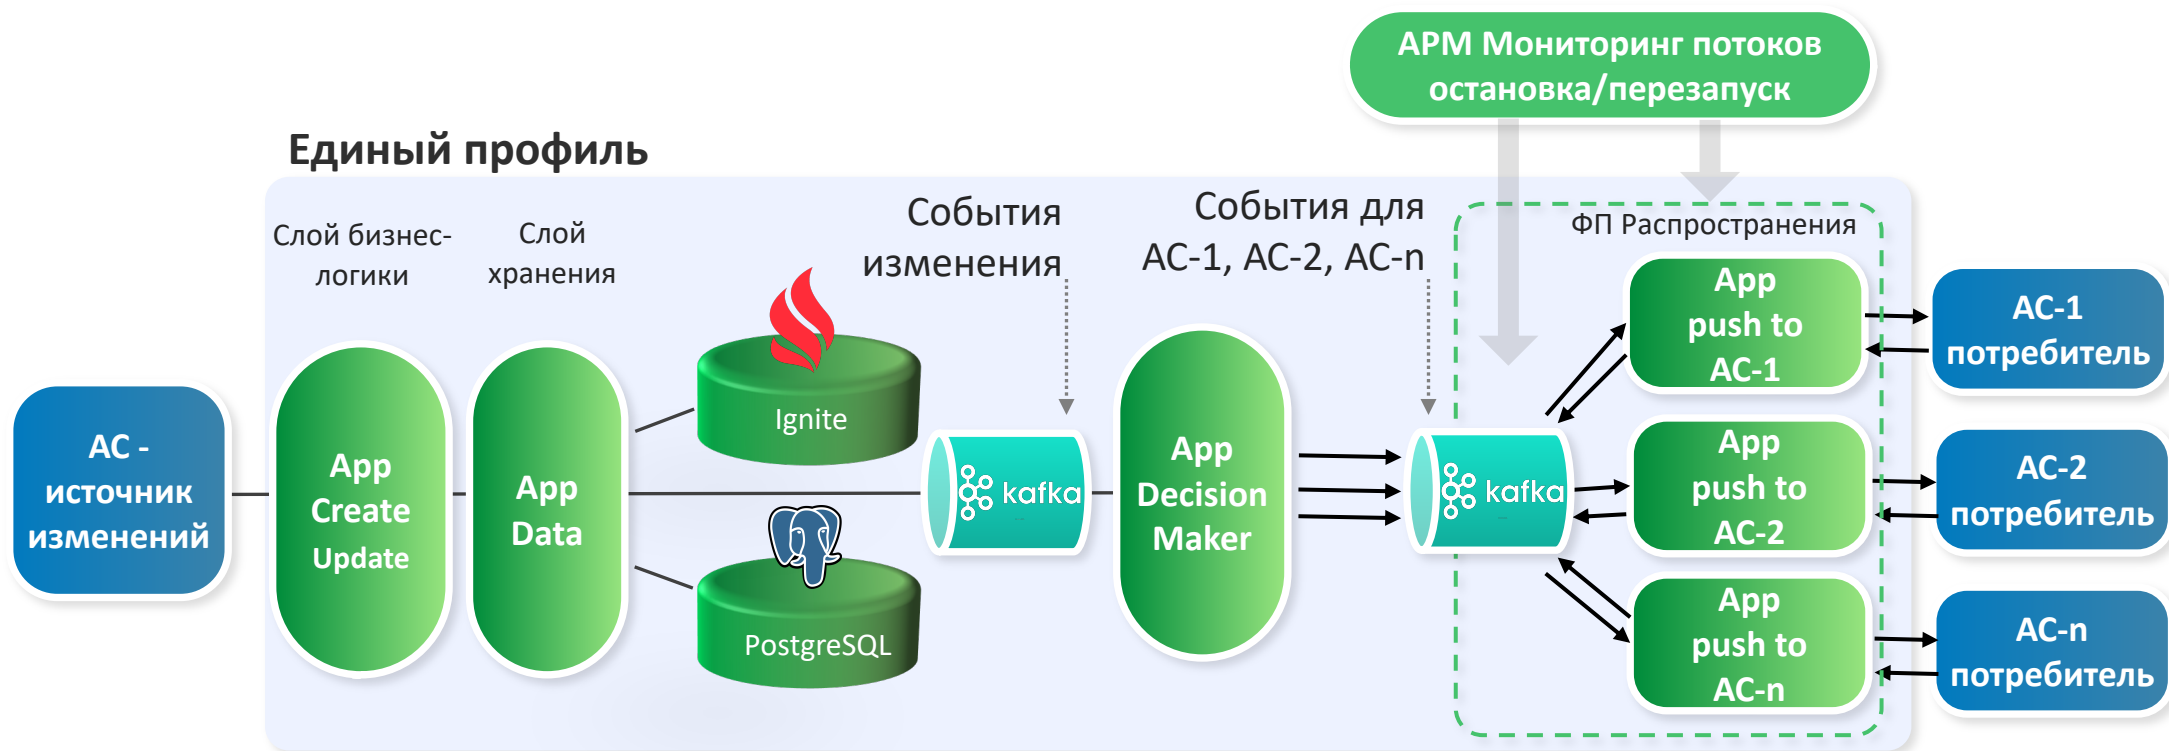 АРМ Мониторинг потоков
остановка/перезапуск
Единый профиль
Слой бизнес-
логики
Слой
хранения
События
изменения
События для
АС-1, АС-2, АС-n
ФП Распространения
АС -
источник
изменений
App
Create
Update
App
Data
Ignite
PostgreSQL
kafka
App
Decision
Maker
kafka
App
push to
АС-1
App
push to
АС-2
App
push to
АС-n
АС-1
потребитель
АС-2
потребитель
АС-n
потребитель